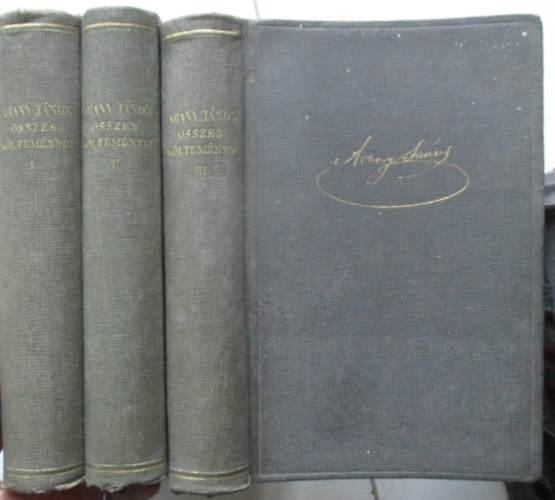 ARANY JÁNOS
ÖSSZES
KÖLTEMÉNYEI
I
ARANY JÁNOS
ÖSSZES
KÖLTEMÉNYEI
II
ARANY JÁNOS
ÖSSZES
KÖLTEMÉNYEI
III
Arany János